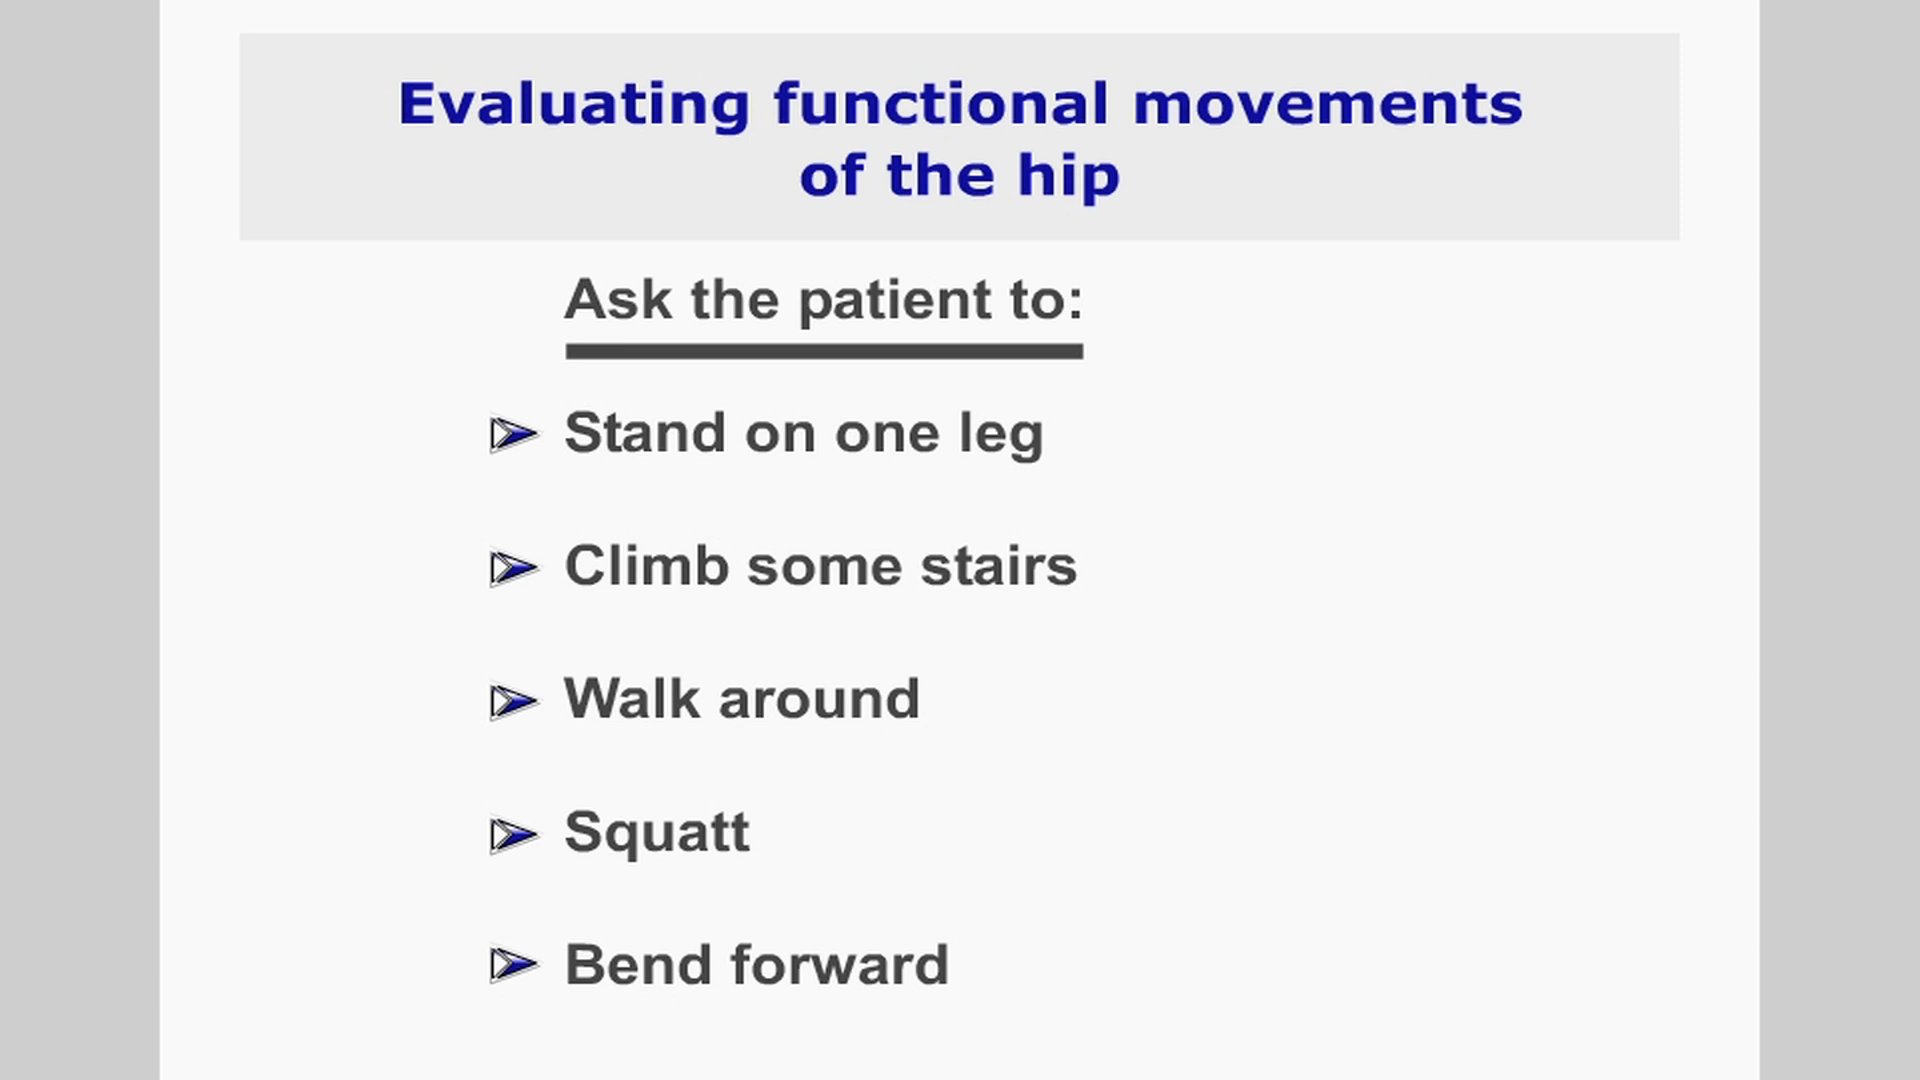 Evaluating functional movements
of the hip
Ask the patient to:
Stand on one leg
Climb some stairs
Walk around
Squatt
Bend forward